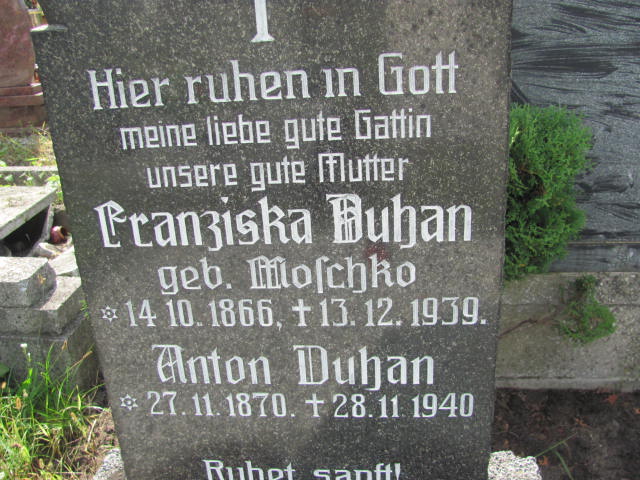 Hier ruhen in Gott
meine liebe gute Gattin
unsere gute Mutter
Franziska Duhan
geb. Moſchko
* 14.10.1866, † 13.12.1939.
Anton Duhan
* 27.11.1870. † 28.11 1940
Ruhet sanft!